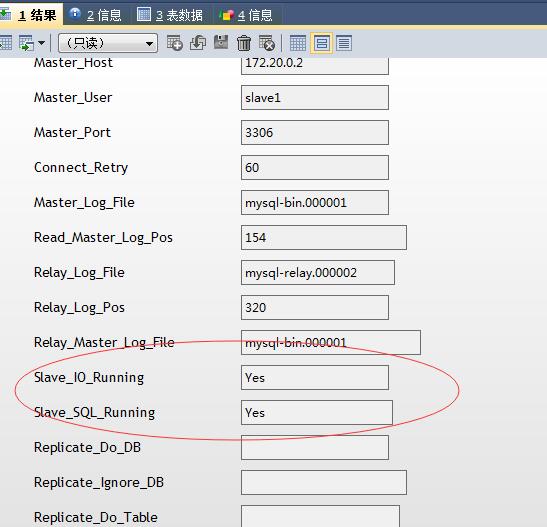 1 结果 2 信息 3 表数据 4 信息
（只读）
Master_Host 172.20.0.2
Master_User slave1
Master_Port 3306
Connect_Retry 60
Master_Log_File mysql-bin.000001
Read_Master_Log_Pos 154
Relay_Log_File mysql-relay.000002
Relay_Log_Pos 320
Relay_Master_Log_File mysql-bin.000001
Slave_IO_Running Yes
Slave_SQL_Running Yes
Replicate_Do_DB
Replicate_Ignore_DB
Replicate_Do_Table